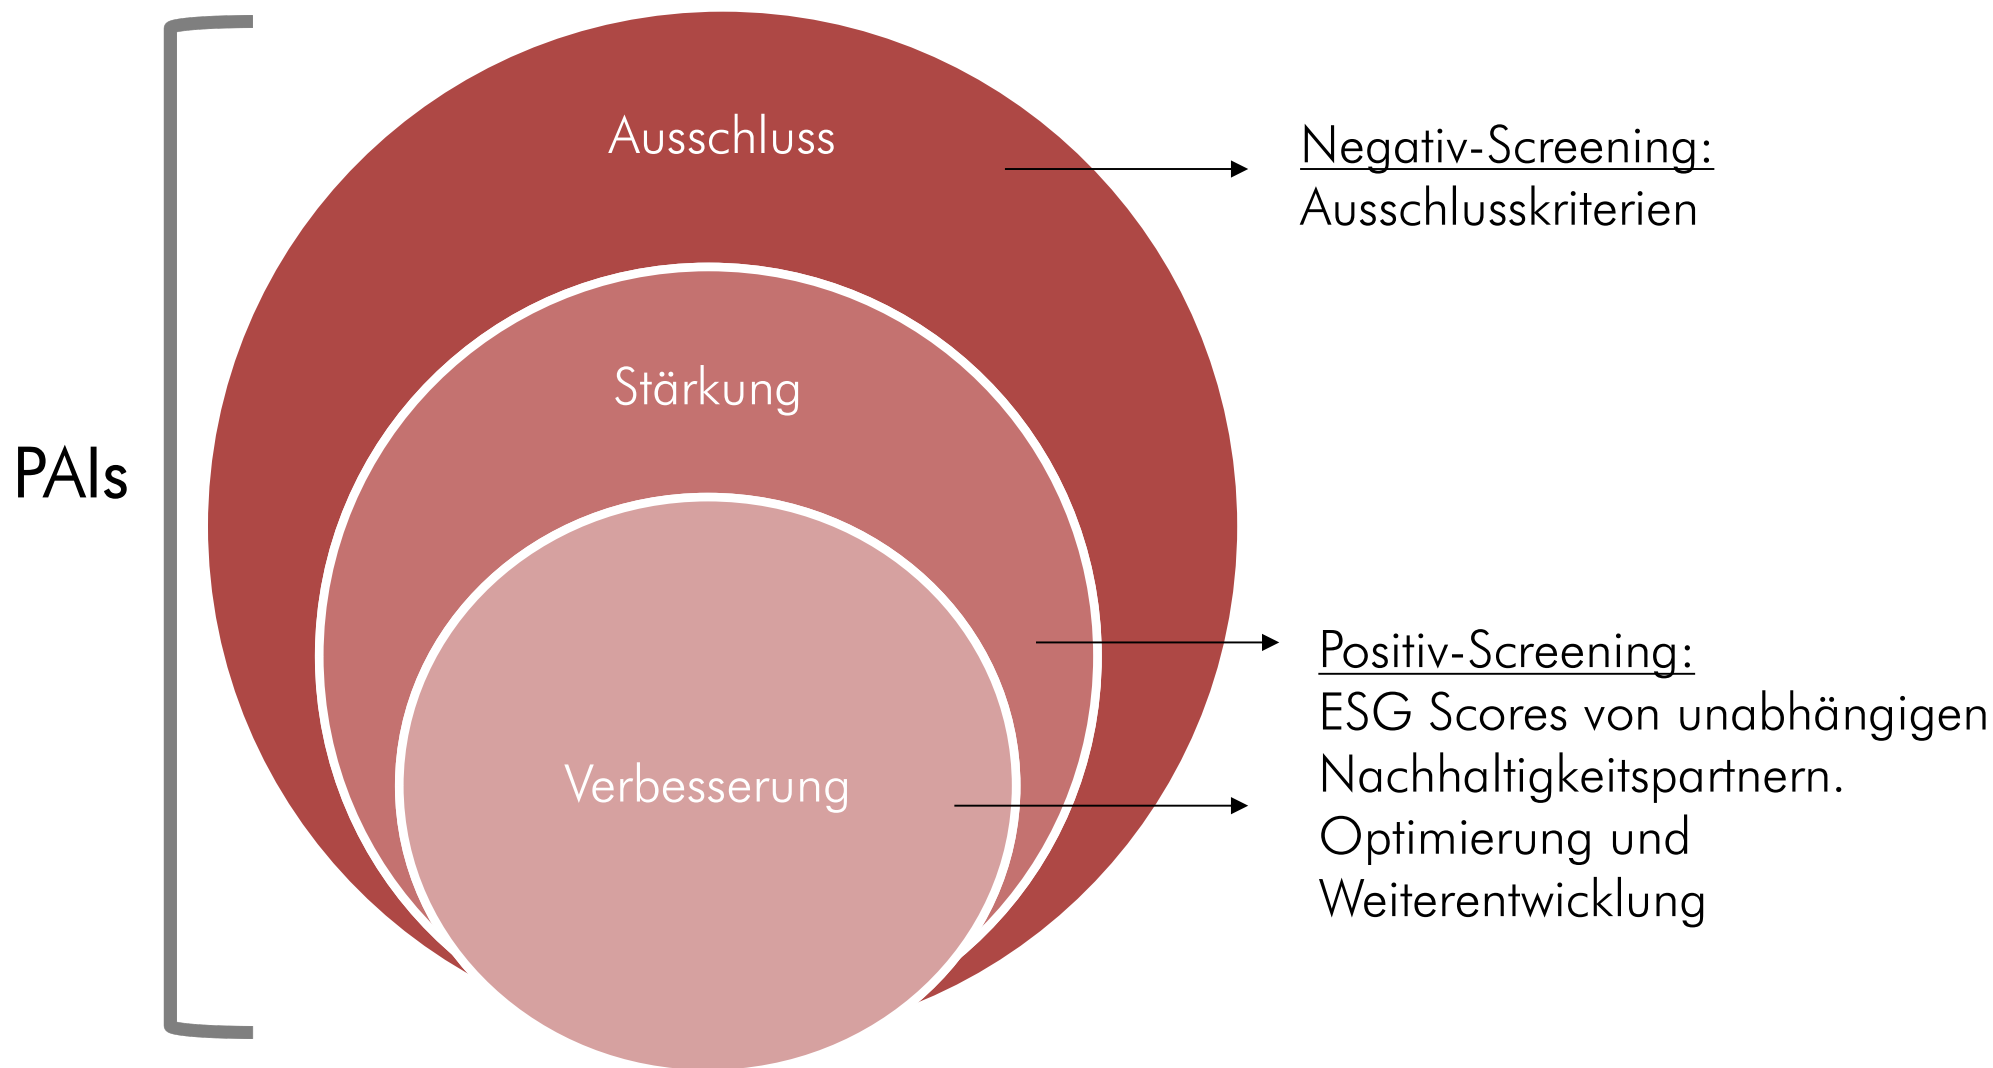 PAIs
Ausschluss
Stärkung
Verbesserung
Negativ-Screening:
Ausschlusskriterien
Positiv-Screening:
ESG Scores von unabhängigen
Nachhaltigkeitspartnern.
Optimierung und
Weiterentwicklung